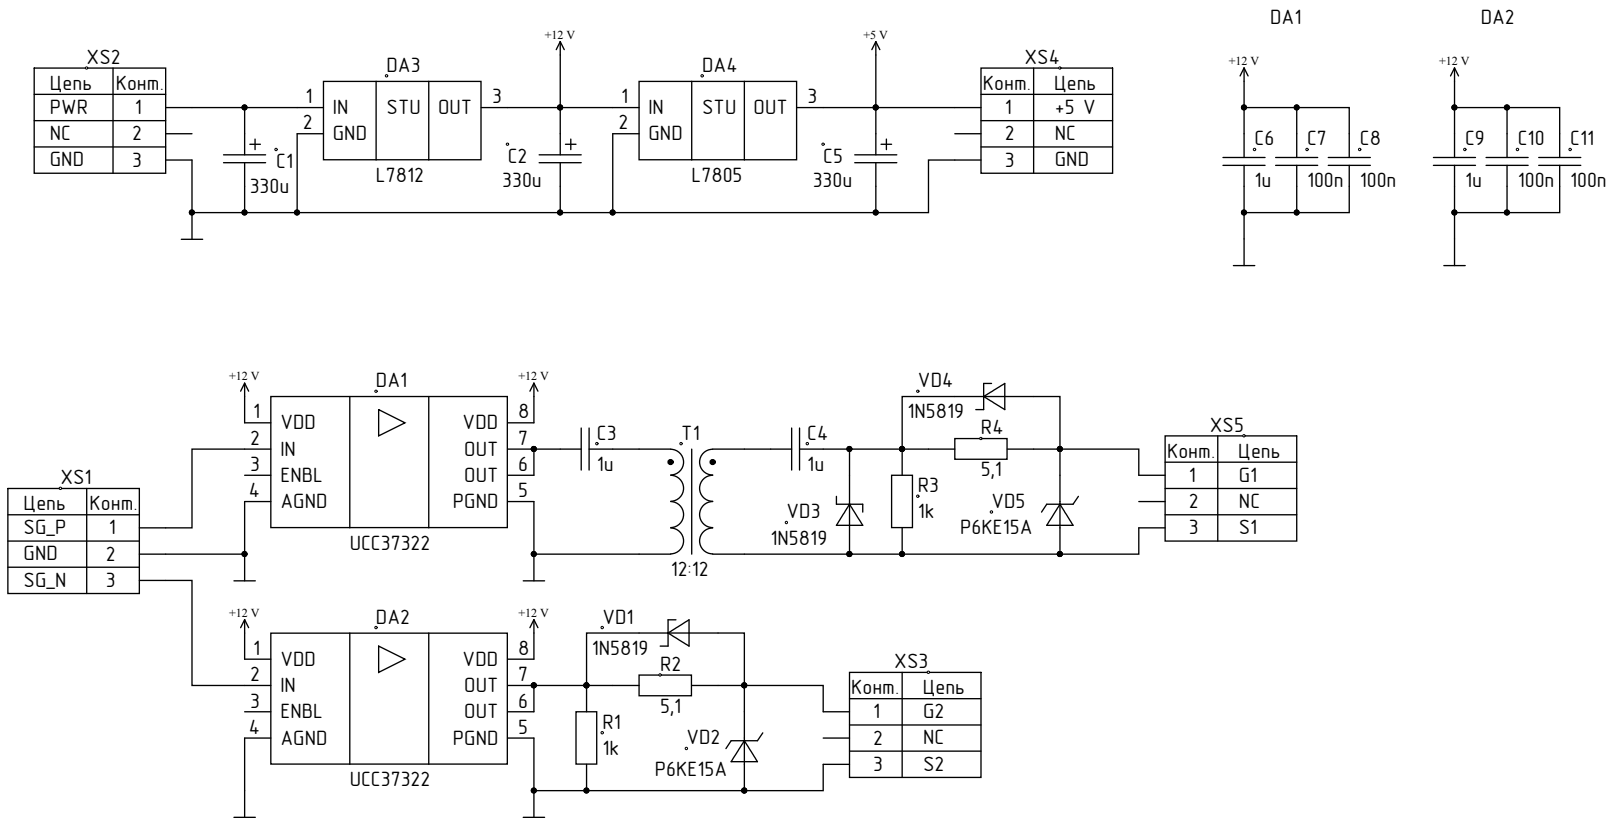 DA1
DA2
XS2
Цепь Конт.
PWR 1
NC 2
GND 3
+
C1
330u
DA3
1 IN STU OUT 3
2 GND
L7812
+12 V
+
C2
330u
DA4
1 IN STU OUT 3
2 GND
L7805
+5 V
+
C5
330u
XS4
Конт. Цепь
1 +5 V
2 NC
3 GND
+12 V
C6 C7 C8
1u 100n 100n
+12 V
C9 C10 C11
1u 100n 100n
XS1
Цепь Конт.
SG_P 1
GND 2
SG_N 3
+12 V
DA1
+12 V
1 VDD VDD 8
2 IN OUT 7
3 ENBL OUT 6
4 AGND PGND 5
UCC37322
C3
1u
T1
12:12
C4
1u
VD3
1N5819
VD4
1N5819
R3
1k
R4
5,1
VD5
P6KE15A
XS5
Конт. Цепь
1 G1
2 NC
3 S1
+12 V
DA2
+12 V
1 VDD VDD 8
2 IN OUT 7
3 ENBL OUT 6
4 AGND PGND 5
UCC37322
VD1
1N5819
R2
5,1
R1
1k
VD2
P6KE15A
XS3
Конт. Цепь
1 G2
2 NC
3 S2